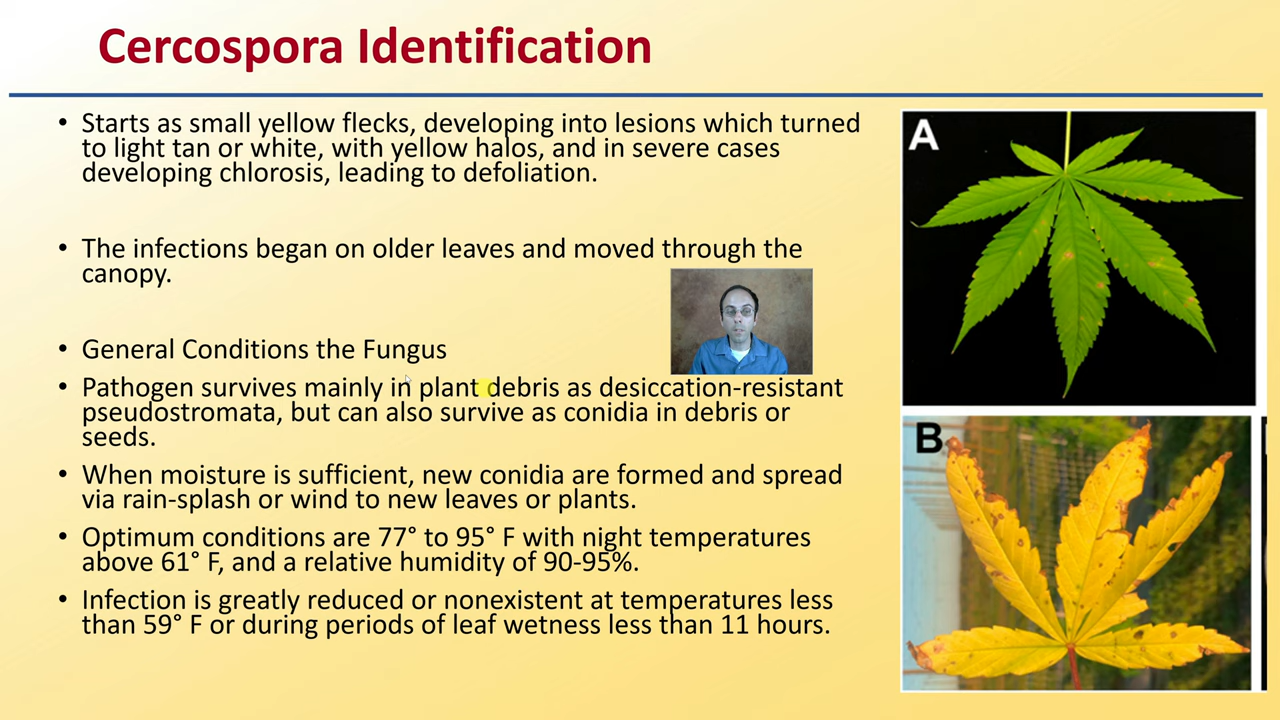 Cercospora Identification
• Starts as small yellow flecks, developing into lesions which turned
to light tan or white, with yellow halos, and in severe cases
developing chlorosis, leading to defoliation.
• The infections began on older leaves and moved through the
canopy.
• General Conditions the Fungus
• Pathogen survives mainly in plant debris as desiccation-resistant
pseudostromata, but can also survive as conidia in debris or
seeds.
• When moisture is sufficient, new conidia are formed and spread
via rain-splash or wind to new leaves or plants.
• Optimum conditions are 77° to 95° F with night temperatures
above 61° F, and a relative humidity of 90-95%.
• Infection is greatly reduced or nonexistent at temperatures less
than 59° F or during periods of leaf wetness less than 11 hours.
A
B